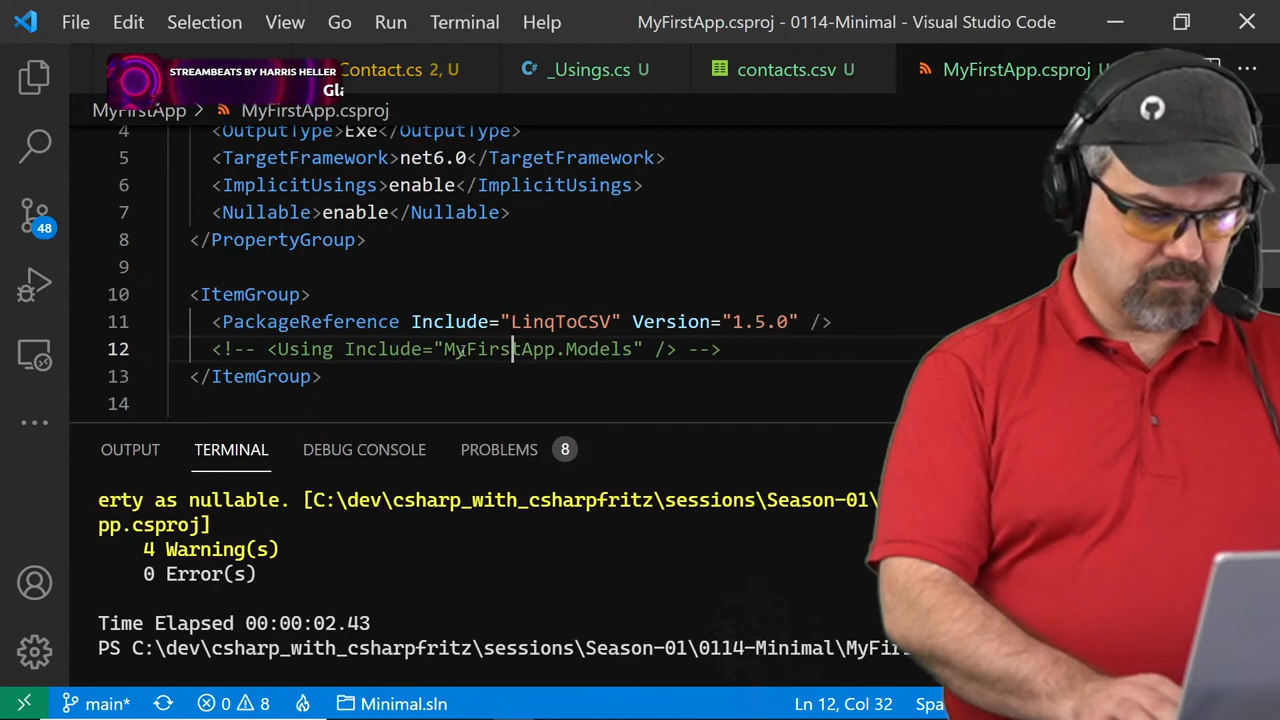 File Edit Selection View Go Run Terminal Help MyFirstApp.csproj - 0114-Minimal - Visual Studio Code
STREAMBEATS BY HARRIS HELLER
Contact.cs 2, U
_Usings.cs U
contacts.csv U
MyFirstApp.csproj U
MyFirstApp > MyFirstApp.csproj
4 <OutputType>Exe</OutputType>
5 <TargetFramework>net6.0</TargetFramework>
6 <ImplicitUsings>enable</ImplicitUsings>
7 <Nullable>enable</Nullable>
8 </PropertyGroup>
9
10 <ItemGroup>
11 <PackageReference Include="LinqToCSV" Version="1.5.0" />
12 <!-- <Using Include="MyFirstApp.Models" /> -->
13 </ItemGroup>
14
48
OUTPUT TERMINAL DEBUG CONSOLE PROBLEMS 8
erty as nullable. [C:\dev\csharp_with_csharpfritz\sessions\Season-01\
pp.csproj]
4 Warning(s)
0 Error(s)
Time Elapsed 00:00:02.43
PS C:\dev\csharp_with_csharpfritz\sessions\Season-01\0114-Minimal\MyFir
main* 0 8 Minimal.sln Ln 12, Col 32 Spa